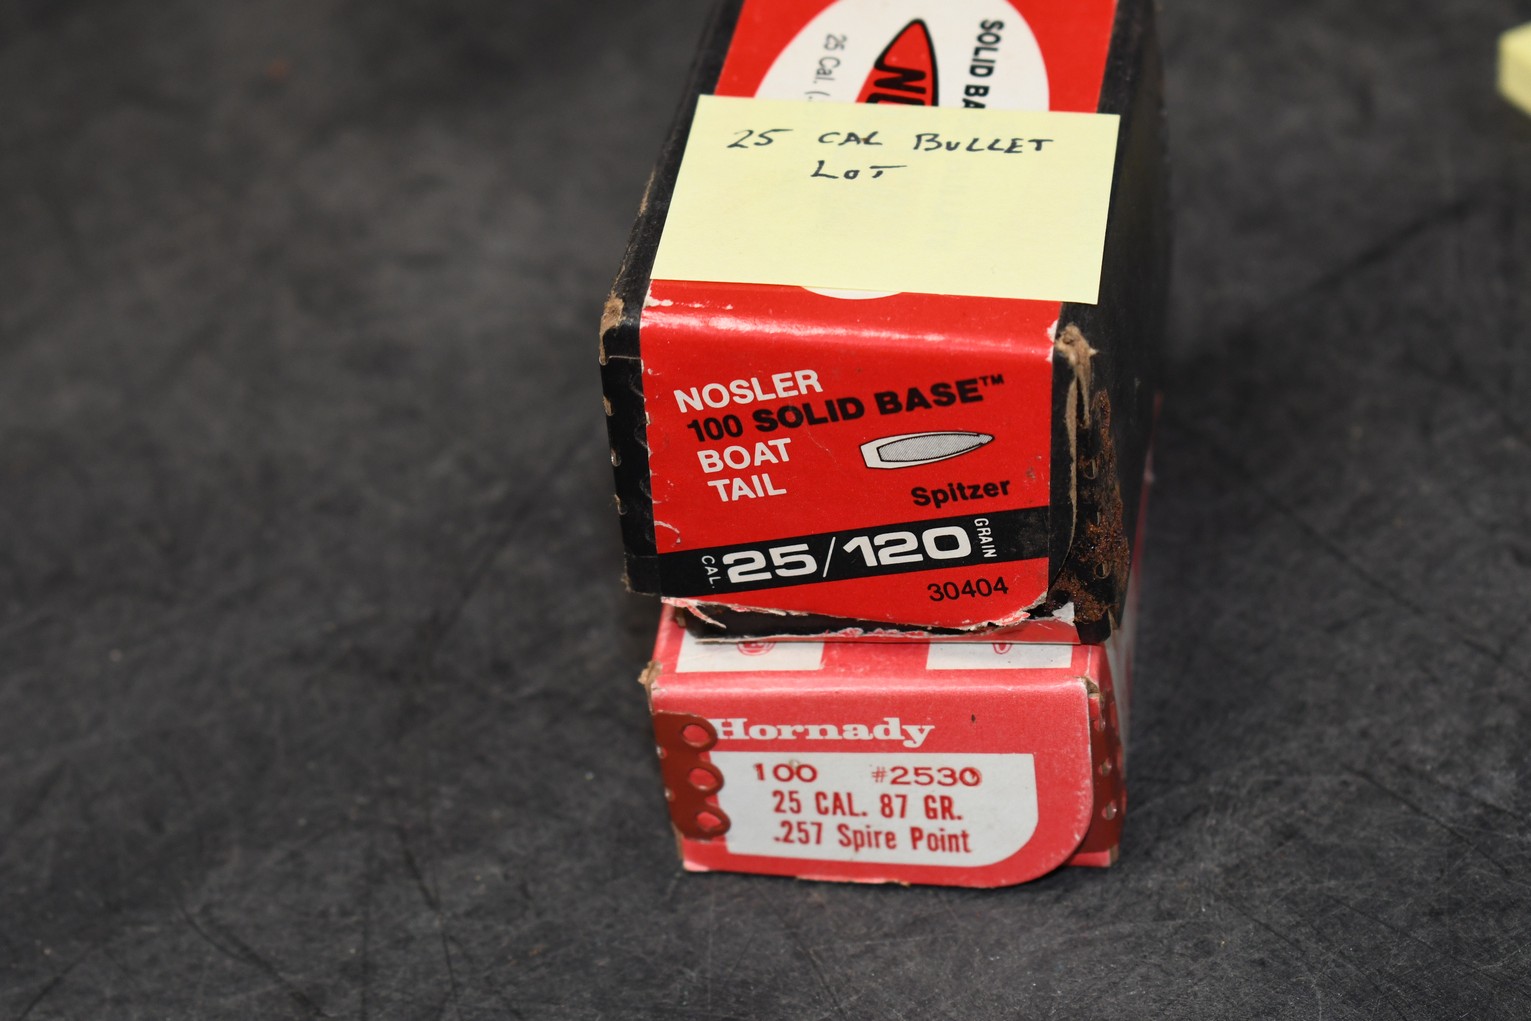 25 Cal. (
SOLID BA
25 CAL BULLET
LOT
NOSLER
100 SOLID BASE™
BOAT
TAIL
Spitzer
CAL. 25/120 GRAIN
30404
Hornady
100 #2530
25 CAL. 87 GR.
.257 Spire Point